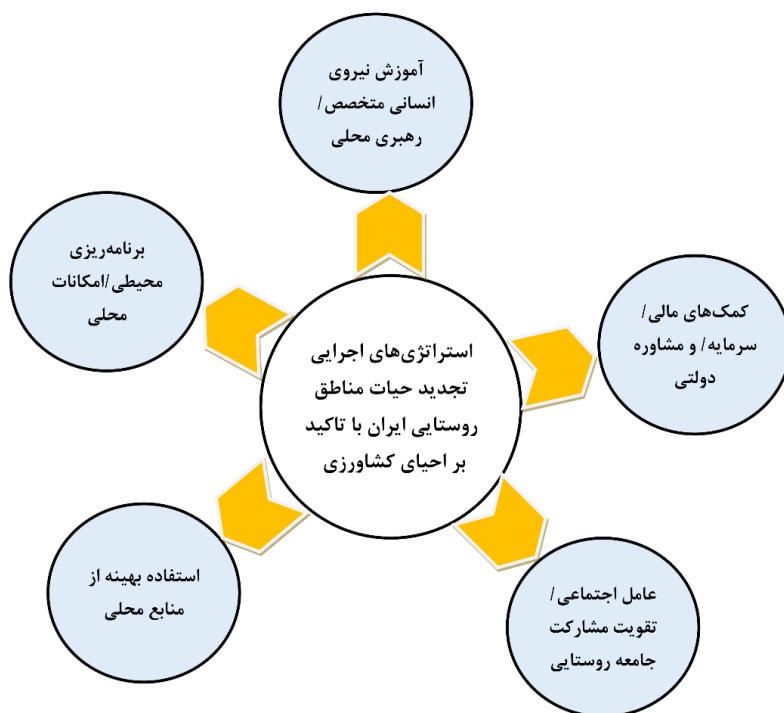 آموزش نیروی
انسانی متخصص/
رهبری محلی
برنامه‌ریزی
محیطی/امکانات
محلی
کمک‌های مالی/
سرمایه/ و مشاوره
دولتی
استراتژی‌های اجرایی
تجدید حیات مناطق
روستایی ایران با تاکید
بر احیای کشاورزی
استفاده بهینه از
منابع محلی
عامل اجتماعی/
تقویت مشارکت
جامعه روستایی